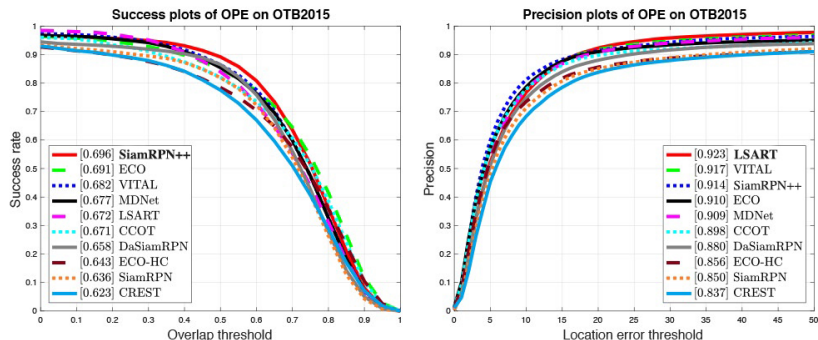 Success plots of OPE on OTB2015
Success rate
1
0.9
0.8
0.7
0.6
0.5
0.4
0.3
0.2
0.1
0
[0.696] SiamRPN++
[0.691] ECO
[0.682] VITAL
[0.677] MDNet
[0.672] LSART
[0.671] CCOT
[0.658] DaSiamRPN
[0.643] ECO-HC
[0.636] SiamRPN
[0.623] CREST
0 0.1 0.2 0.3 0.4 0.5 0.6 0.7 0.8 0.9 1
Overlap threshold
Precision plots of OPE on OTB2015
Precision
1
0.9
0.8
0.7
0.6
0.5
0.4
0.3
0.2
0.1
0
[0.923] LSART
[0.917] VITAL
[0.914] SiamRPN++
[0.910] ECO
[0.909] MDNet
[0.898] CCOT
[0.880] DaSiamRPN
[0.856] ECO-HC
[0.850] SiamRPN
[0.837] CREST
0 5 10 15 20 25 30 35 40 45 50
Location error threshold